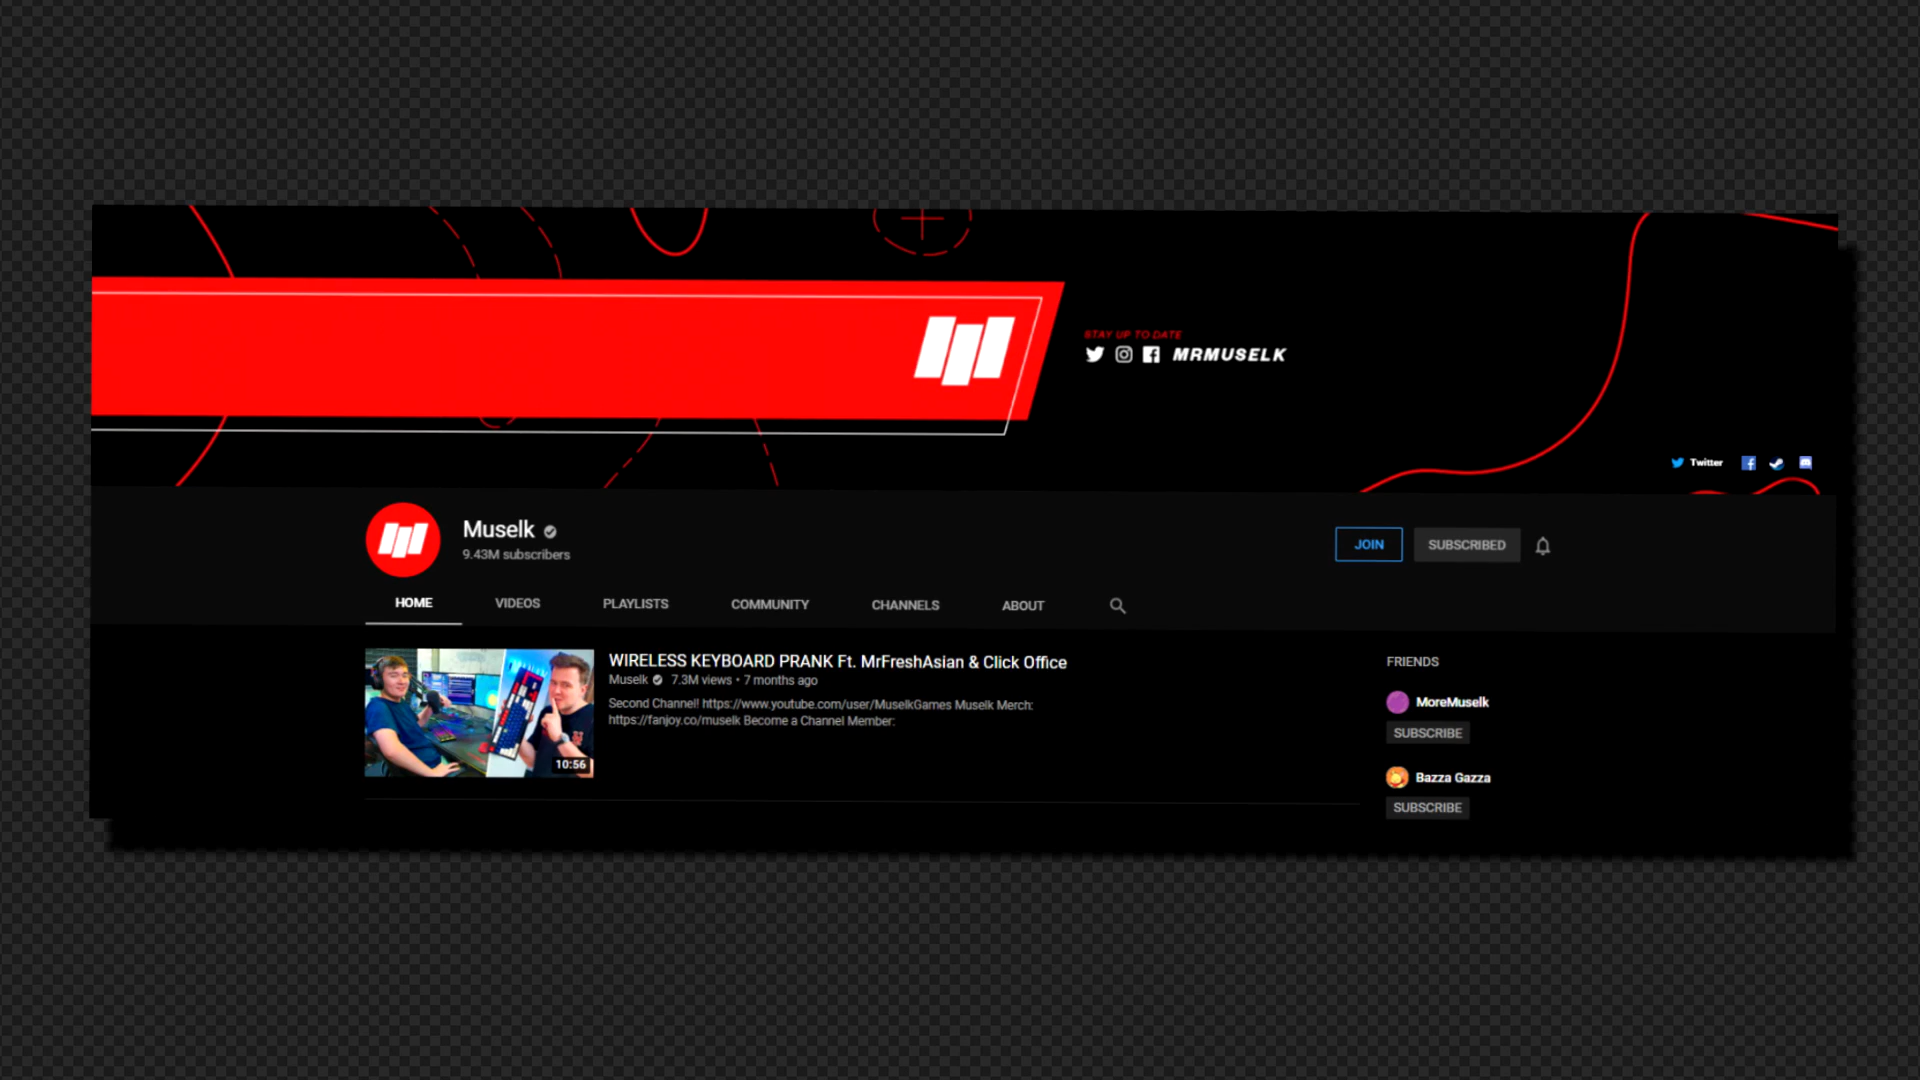 STAY UP TO DATE
MRMUSELK
Twitter
Muselk
9.43M subscribers
JOIN
SUBSCRIBED
HOME
VIDEOS
PLAYLISTS
COMMUNITY
CHANNELS
ABOUT
WIRELESS KEYBOARD PRANK Ft. MrFreshAsian & Click Office
Muselk 7.3M views • 7 months ago
Second Channel! https://www.youtube.com/user/MuselkGames Muselk Merch:
https://fanjoy.co/muselk Become a Channel Member:
10:56
FRIENDS
MoreMuselk
SUBSCRIBE
Bazza Gazza
SUBSCRIBE